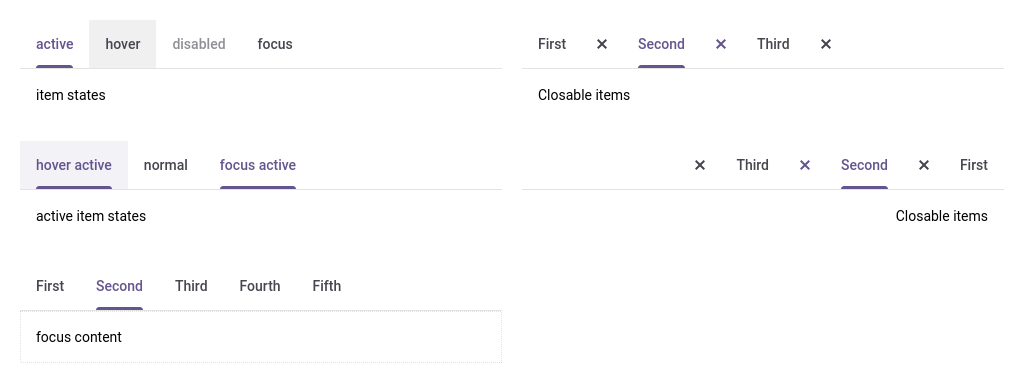 active hover disabled focus
item states
First ✕ Second ✕ Third ✕
Closable items
hover active normal focus active
active item states
✕ Third ✕ Second ✕ First
Closable items
First Second Third Fourth Fifth
focus content